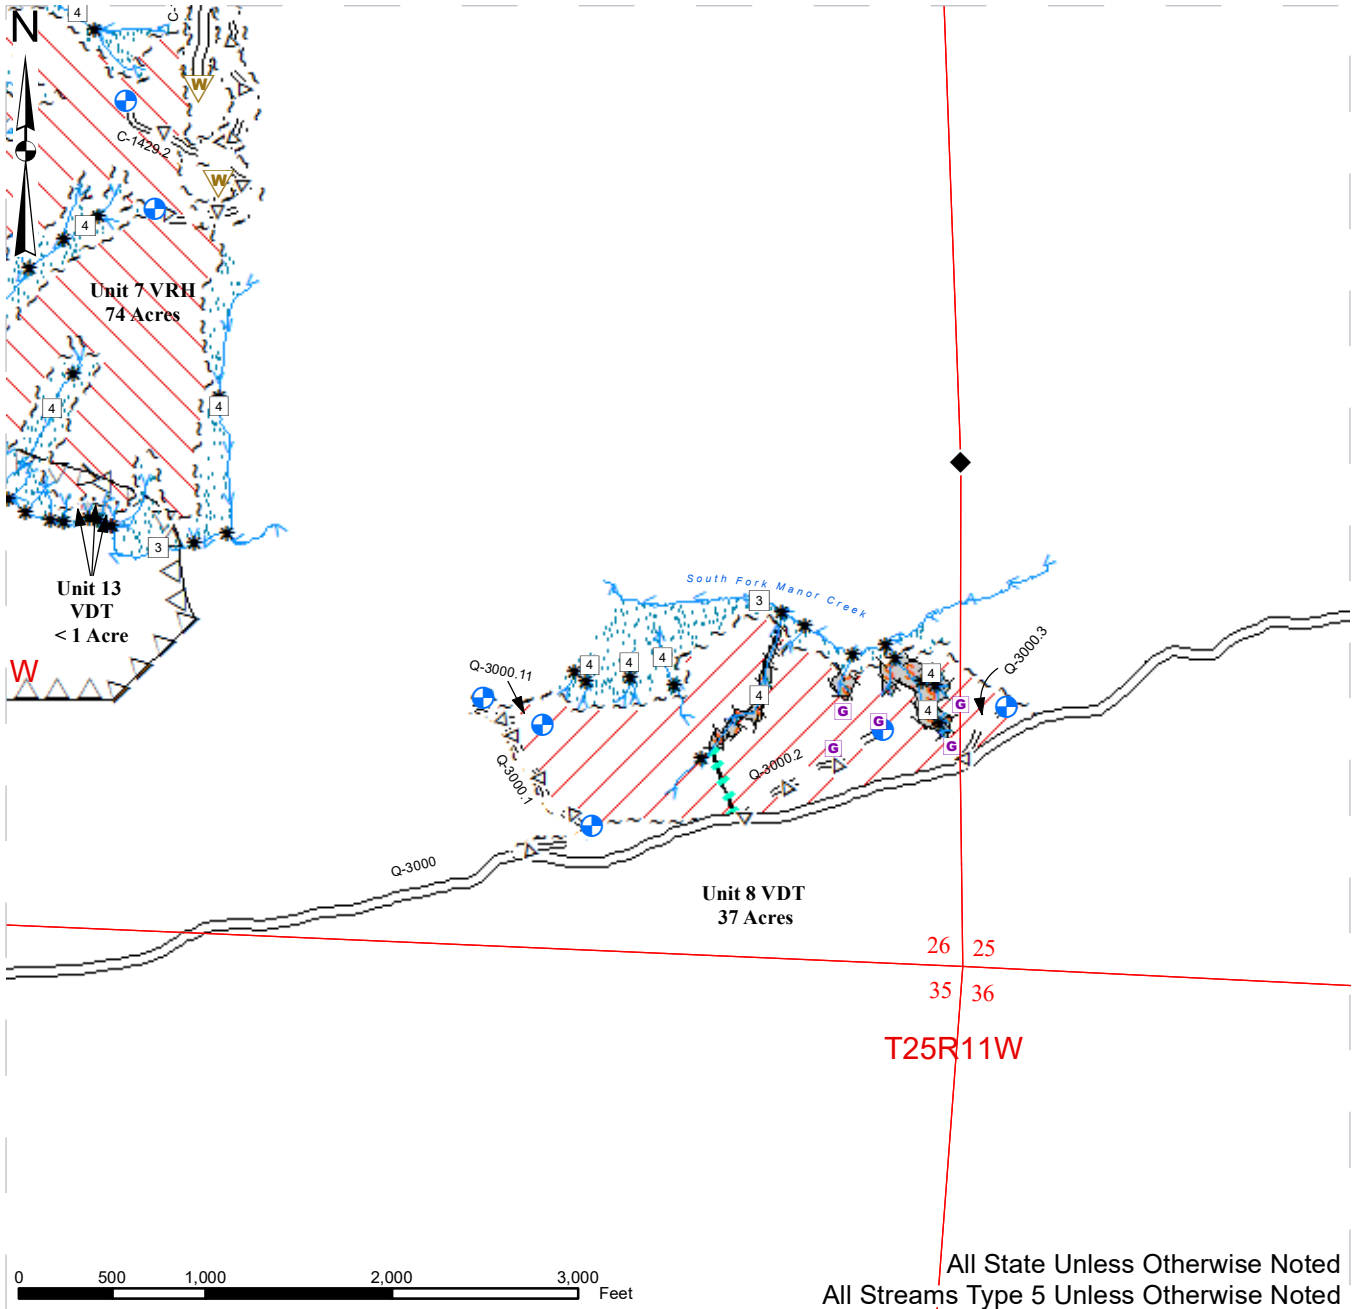 4
C-
N
W
C-1429.2
W
4
Unit 7 VRH
74 Acres
4
4
3
Unit 13
VDT
< 1 Acre
W
South Fork Manor Creek
3
Q-3000.3
Q-3000.11
4
4
4
4
4
4
G
G
G
G
G
Q-3000.2
Q-3000.1
Q-3000
Unit 8 VDT
37 Acres
26 25
35 36
T25R11W
All State Unless Otherwise Noted
All Streams Type 5 Unless Otherwise Noted
0 500 1,000 2,000 3,000
Feet